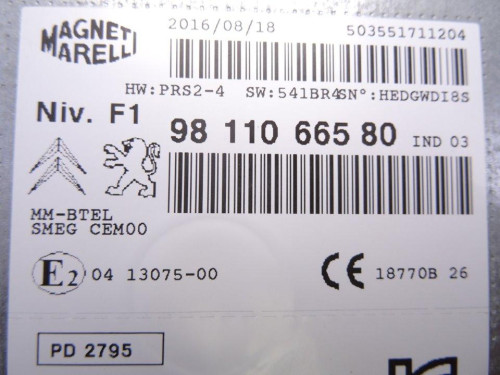 MAGNETI MARELLI
2016/08/18 503551711204
HW:PRS2-4 SW:541BR4SN°:HEDGWDI8S
Niv. F1
98 110 665 80 IND 03
MM-BTEL
SMEG CEM00
E2 04 13075-00 CE 18770B 26
PD 2795